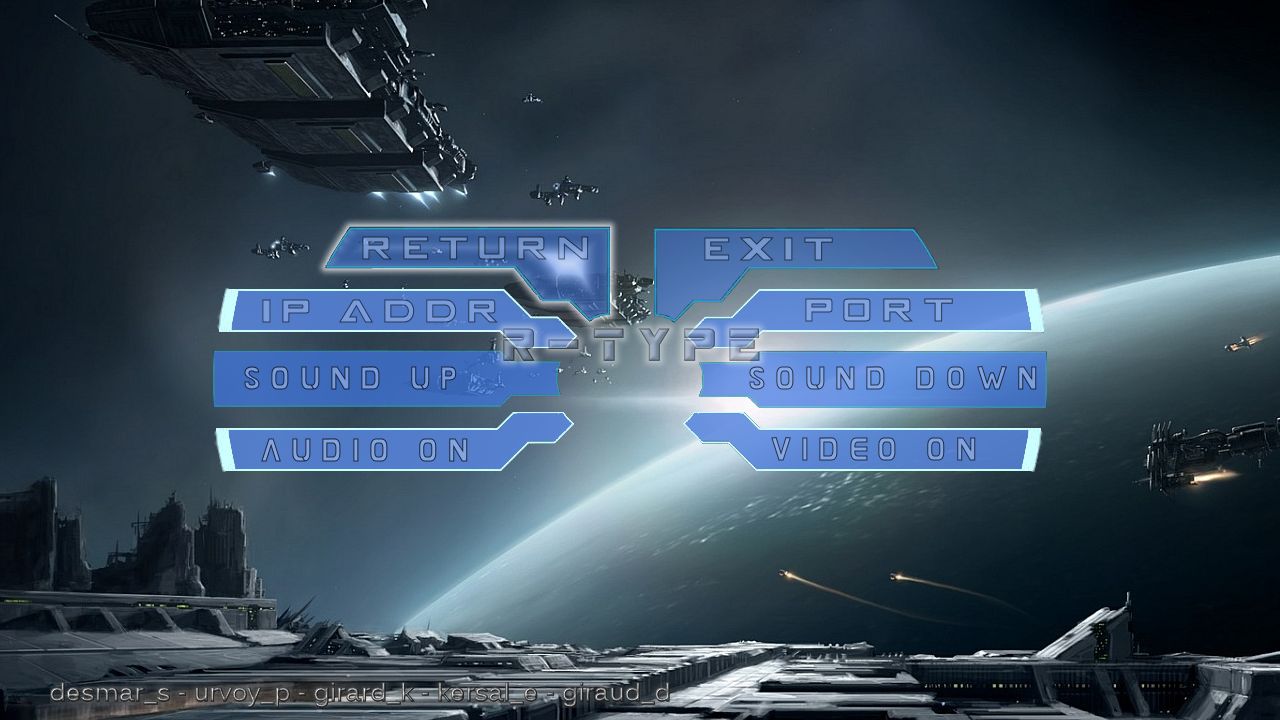 RETURN EXIT
IP ADDR PORT
R-TYPE
SOUND UP SOUND DOWN
AUDIO ON VIDEO ON
desmar_s - urvoy_p - girard_k - kersal_e - giraud_d